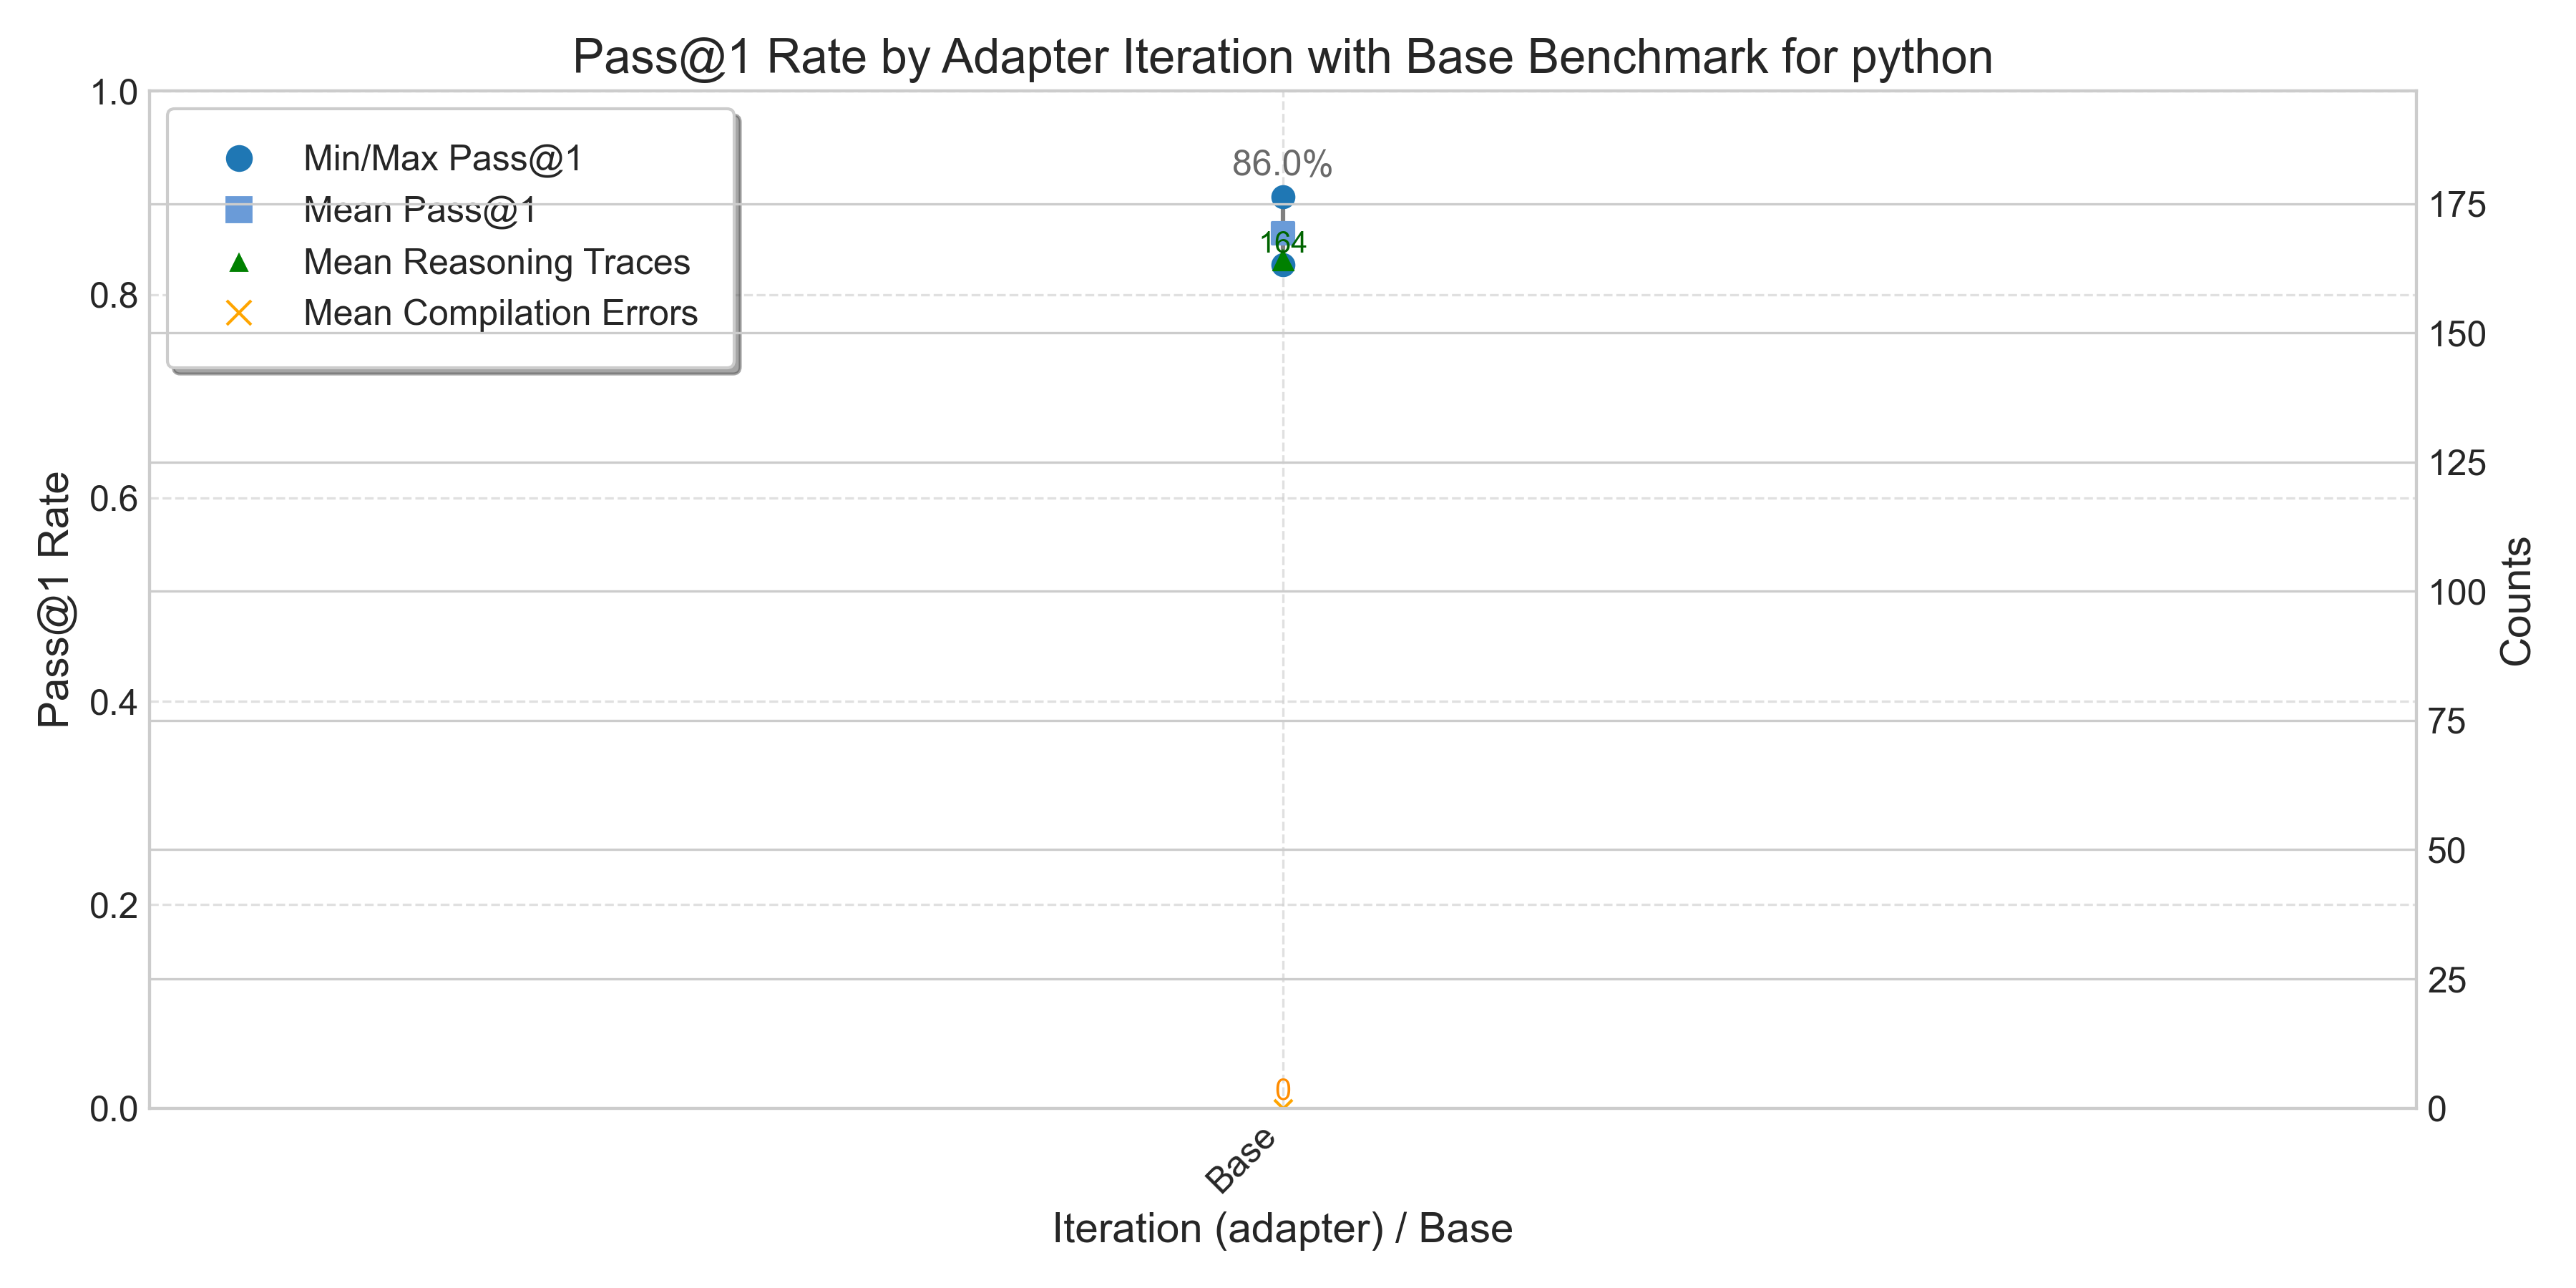 Pass@1 Rate by Adapter Iteration with Base Benchmark for python
1.0
0.8
0.6
0.4
0.2
0.0
Pass@1 Rate
Min/Max Pass@1
Mean Pass@1
Mean Reasoning Traces
Mean Compilation Errors
86.0%
164
0
175
150
125
100
75
50
25
0
Counts
Base
Iteration (adapter) / Base